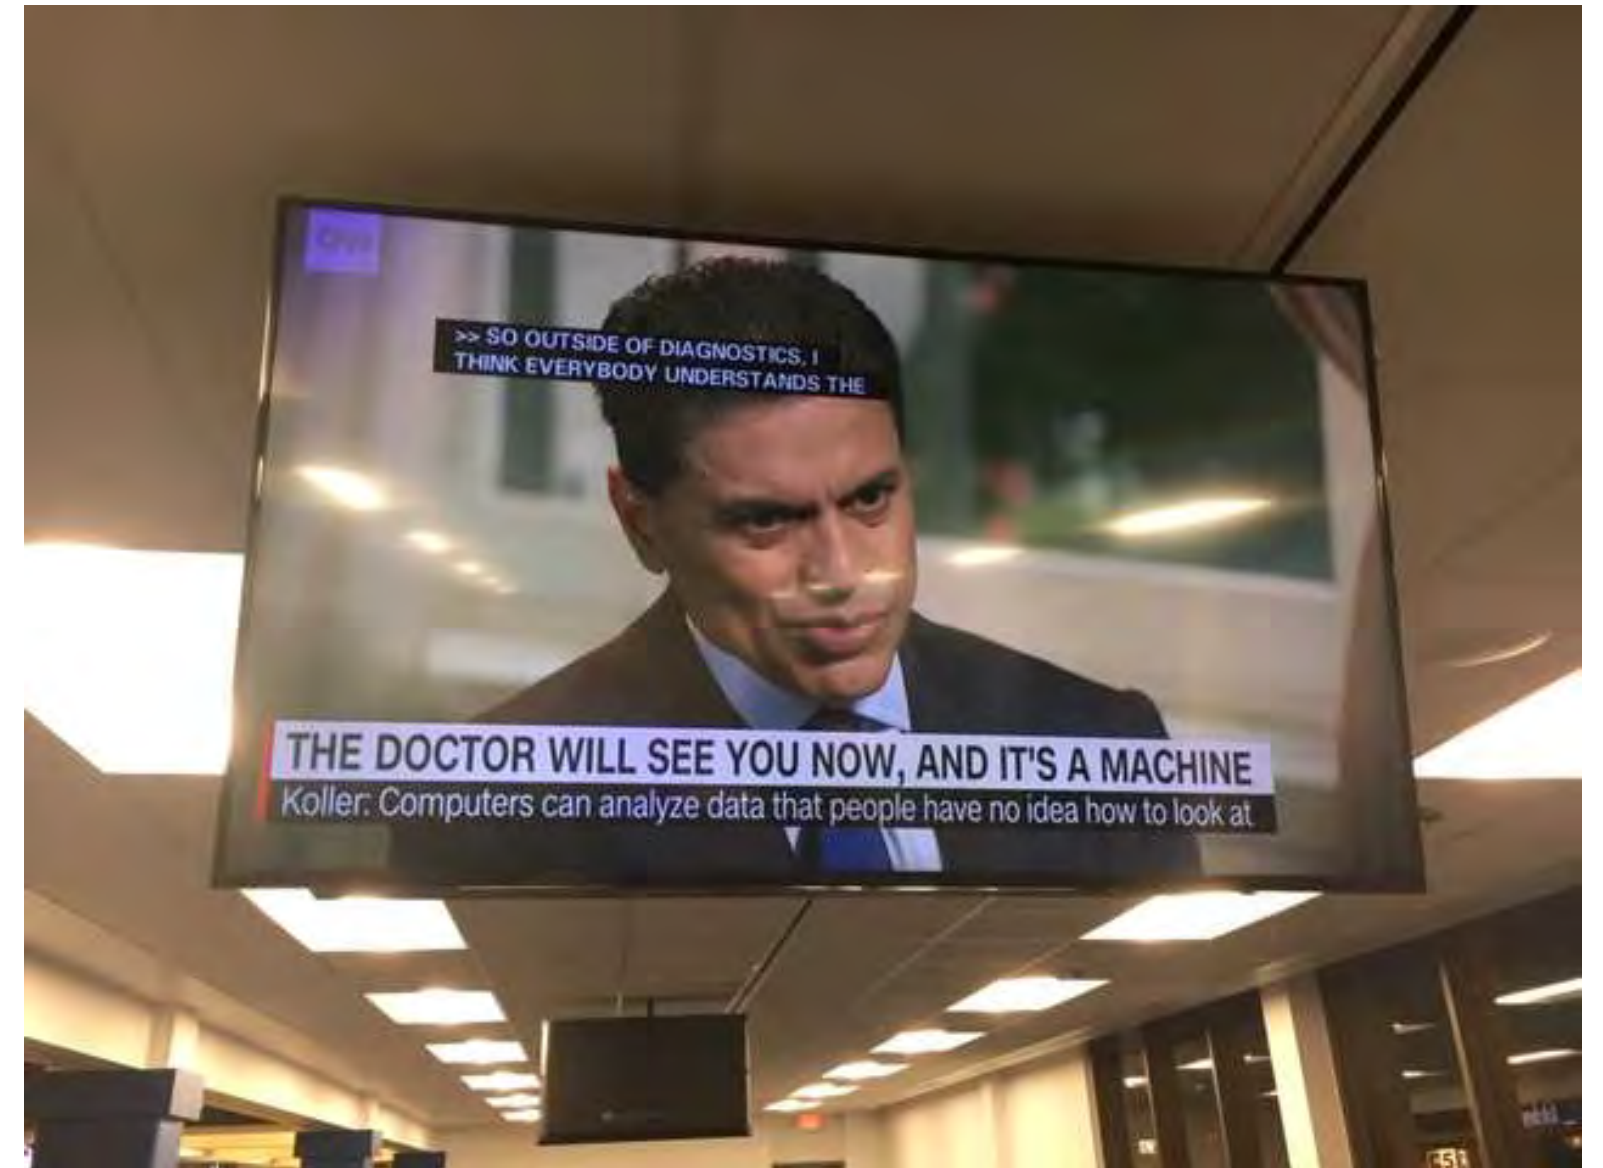 CNN
>> SO OUTSIDE OF DIAGNOSTICS, I
THINK EVERYBODY UNDERSTANDS THE
THE DOCTOR WILL SEE YOU NOW, AND IT'S A MACHINE
Koller: Computers can analyze data that people have no idea how to look at